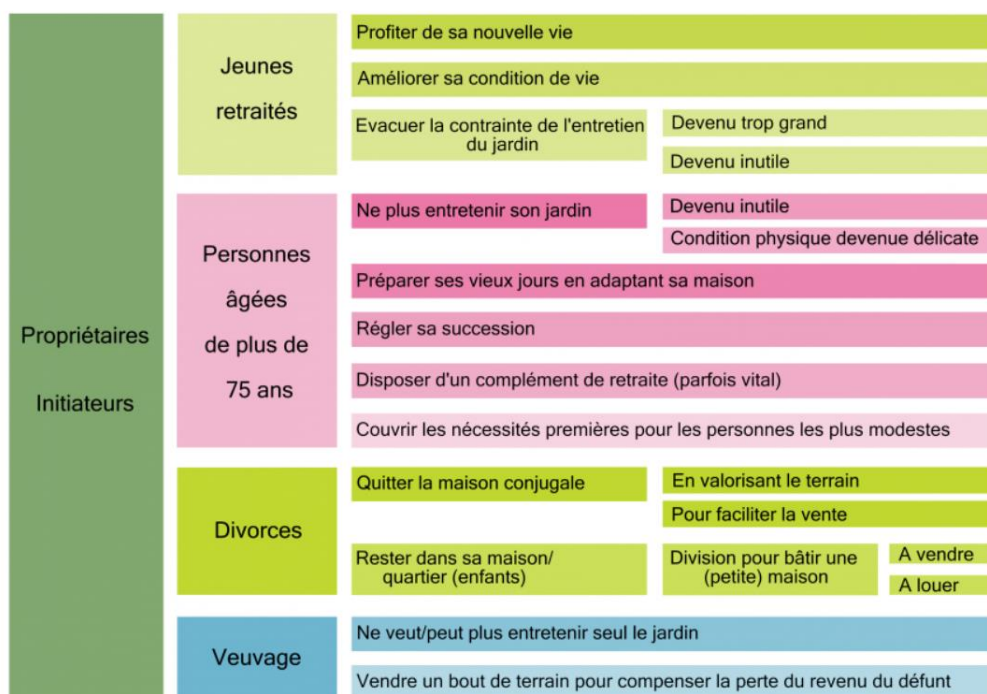 Propriétaires
Initiateurs
Jeunes
retraités
Profiter de sa nouvelle vie
Améliorer sa condition de vie
Evacuer la contrainte de l'entretien
du jardin
Devenu trop grand
Devenu inutile
Personnes
âgées
de plus de
75 ans
Ne plus entretenir son jardin
Devenu inutile
Condition physique devenue délicate
Préparer ses vieux jours en adaptant sa maison
Régler sa succession
Disposer d'un complément de retraite (parfois vital)
Couvrir les nécessités premières pour les personnes les plus modestes
Divorces
Quitter la maison conjugale
En valorisant le terrain
Pour faciliter la vente
Rester dans sa maison/
quartier (enfants)
Division pour bâtir une
(petite) maison
A vendre
A louer
Veuvage
Ne veut/peut plus entretenir seul le jardin
Vendre un bout de terrain pour compenser la perte du revenu du défunt